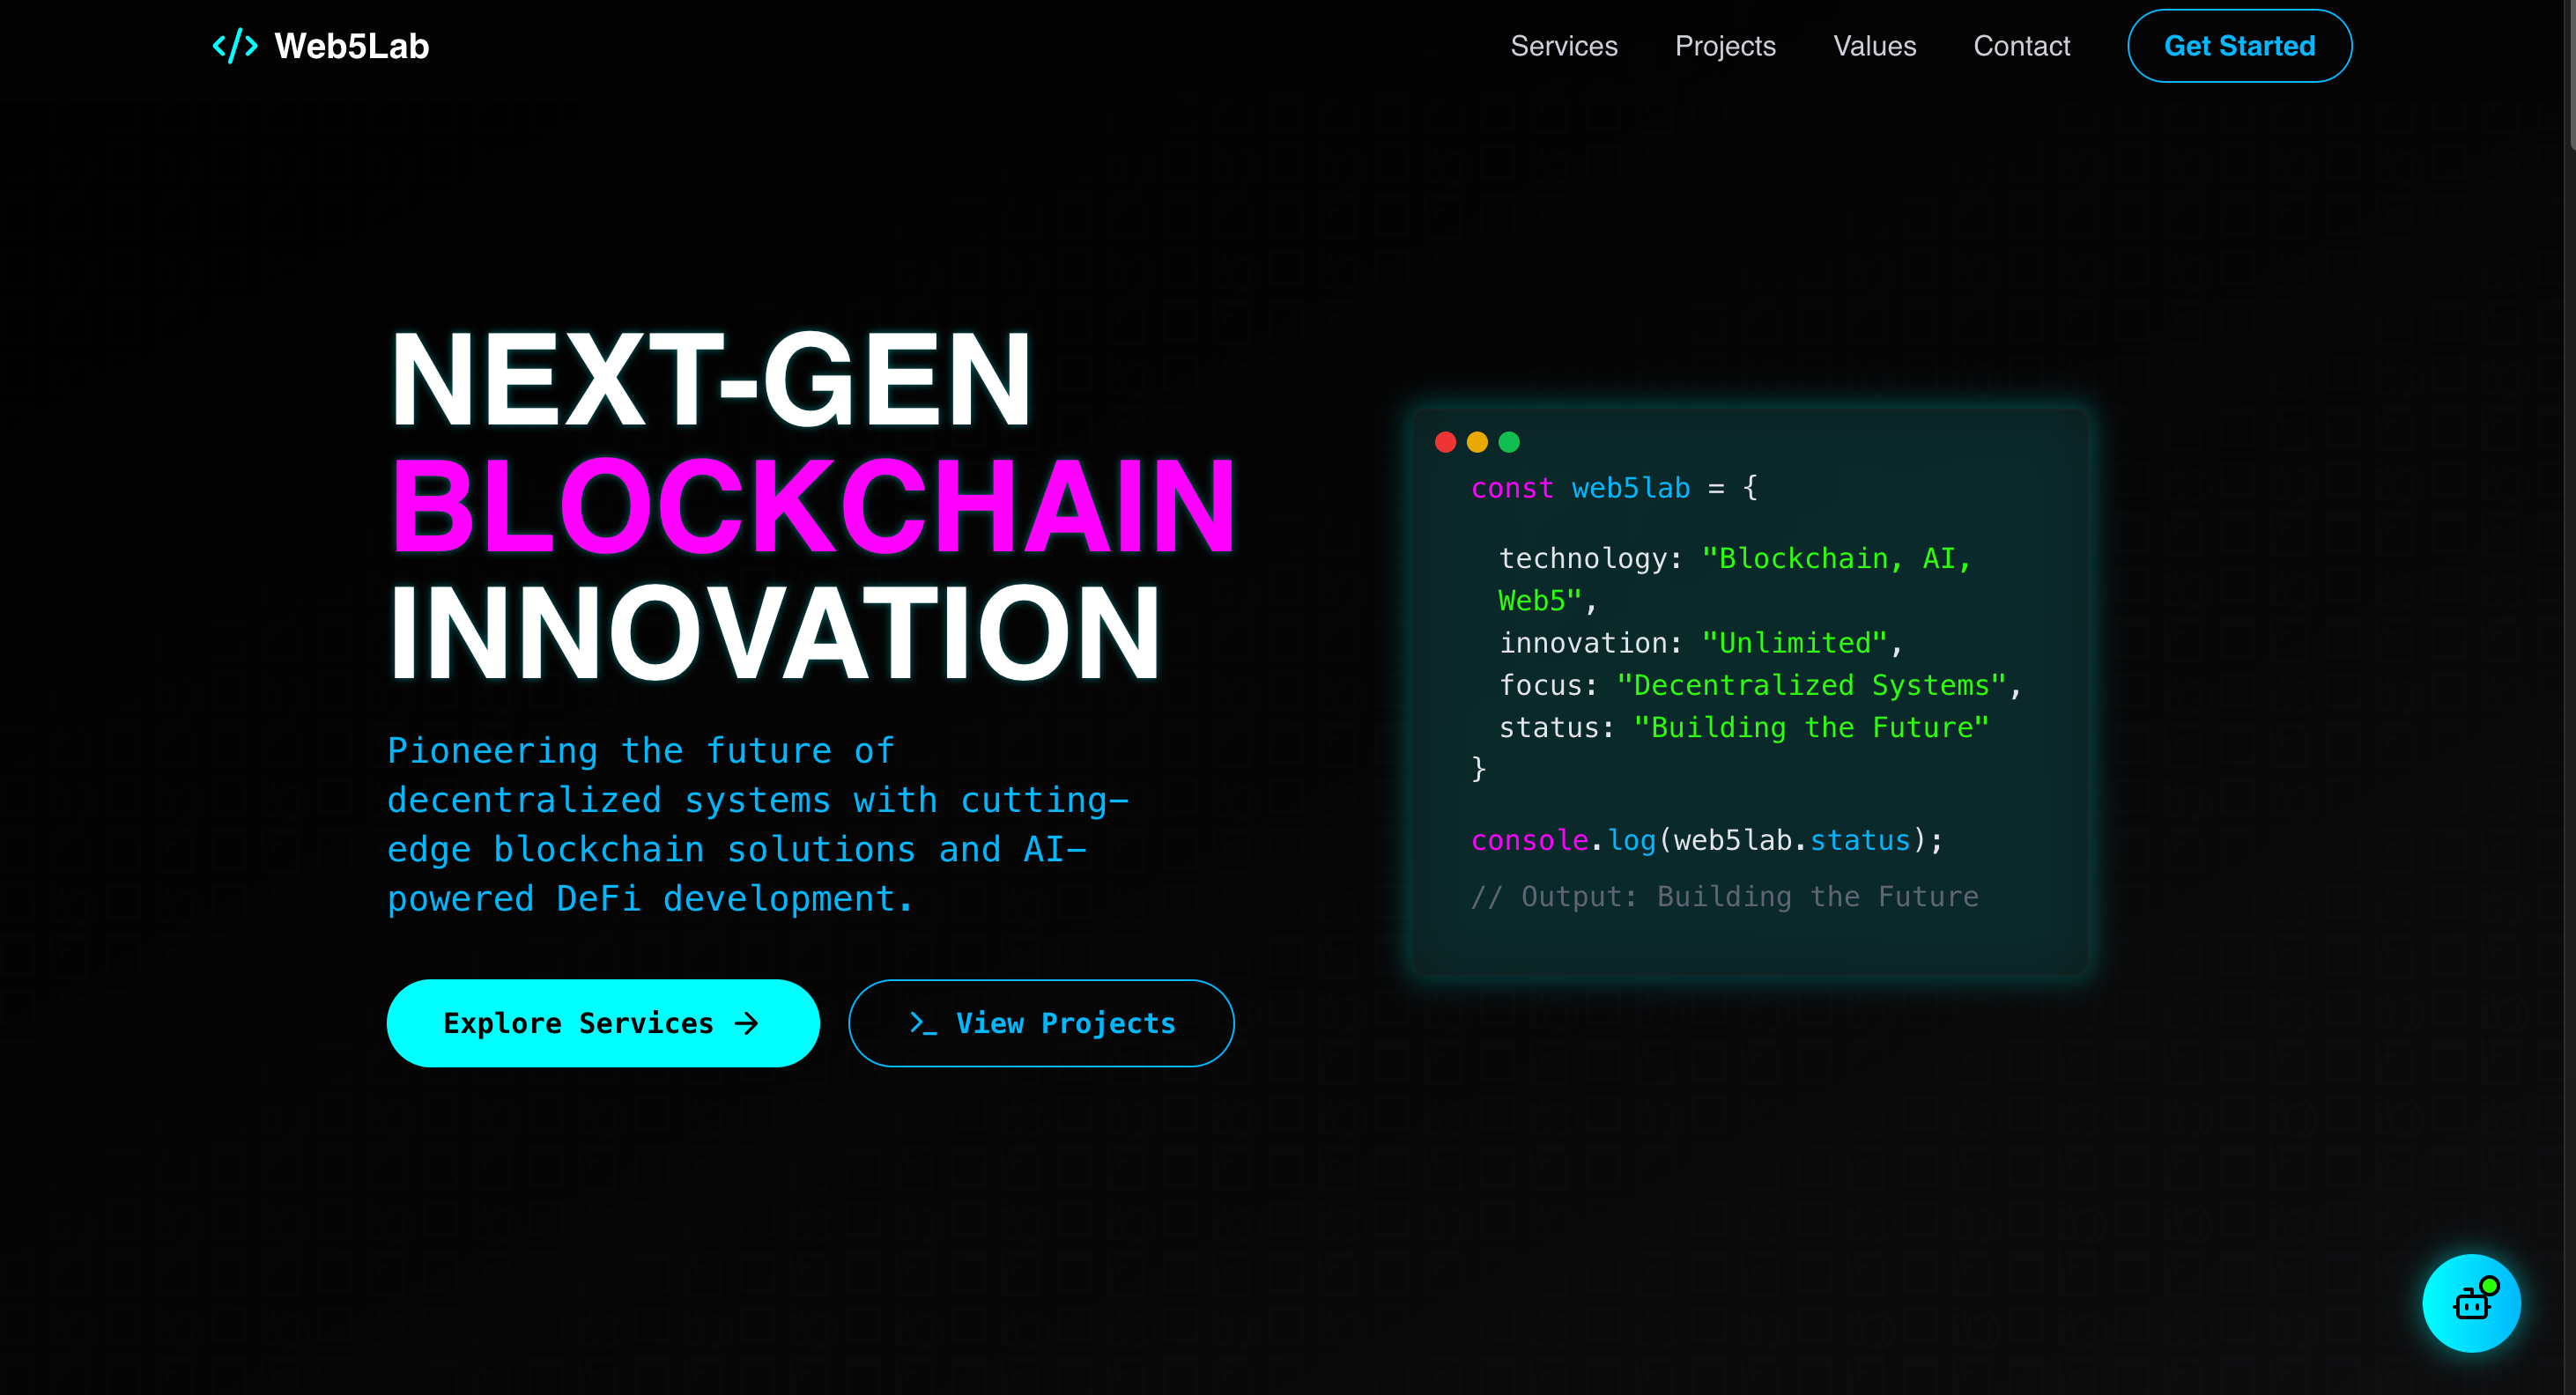 Web5Lab
Services
Projects
Values
Contact
Get Started
NEXT-GEN
BLOCKCHAIN
INNOVATION
Pioneering the future of
decentralized systems with cutting-
edge blockchain solutions and AI-
powered DeFi development.
Explore Services →
>_ View Projects
const web5lab = {
technology: "Blockchain, AI,
Web5",
innovation: "Unlimited",
focus: "Decentralized Systems",
status: "Building the Future"
}
console.log(web5lab.status);
// Output: Building the Future